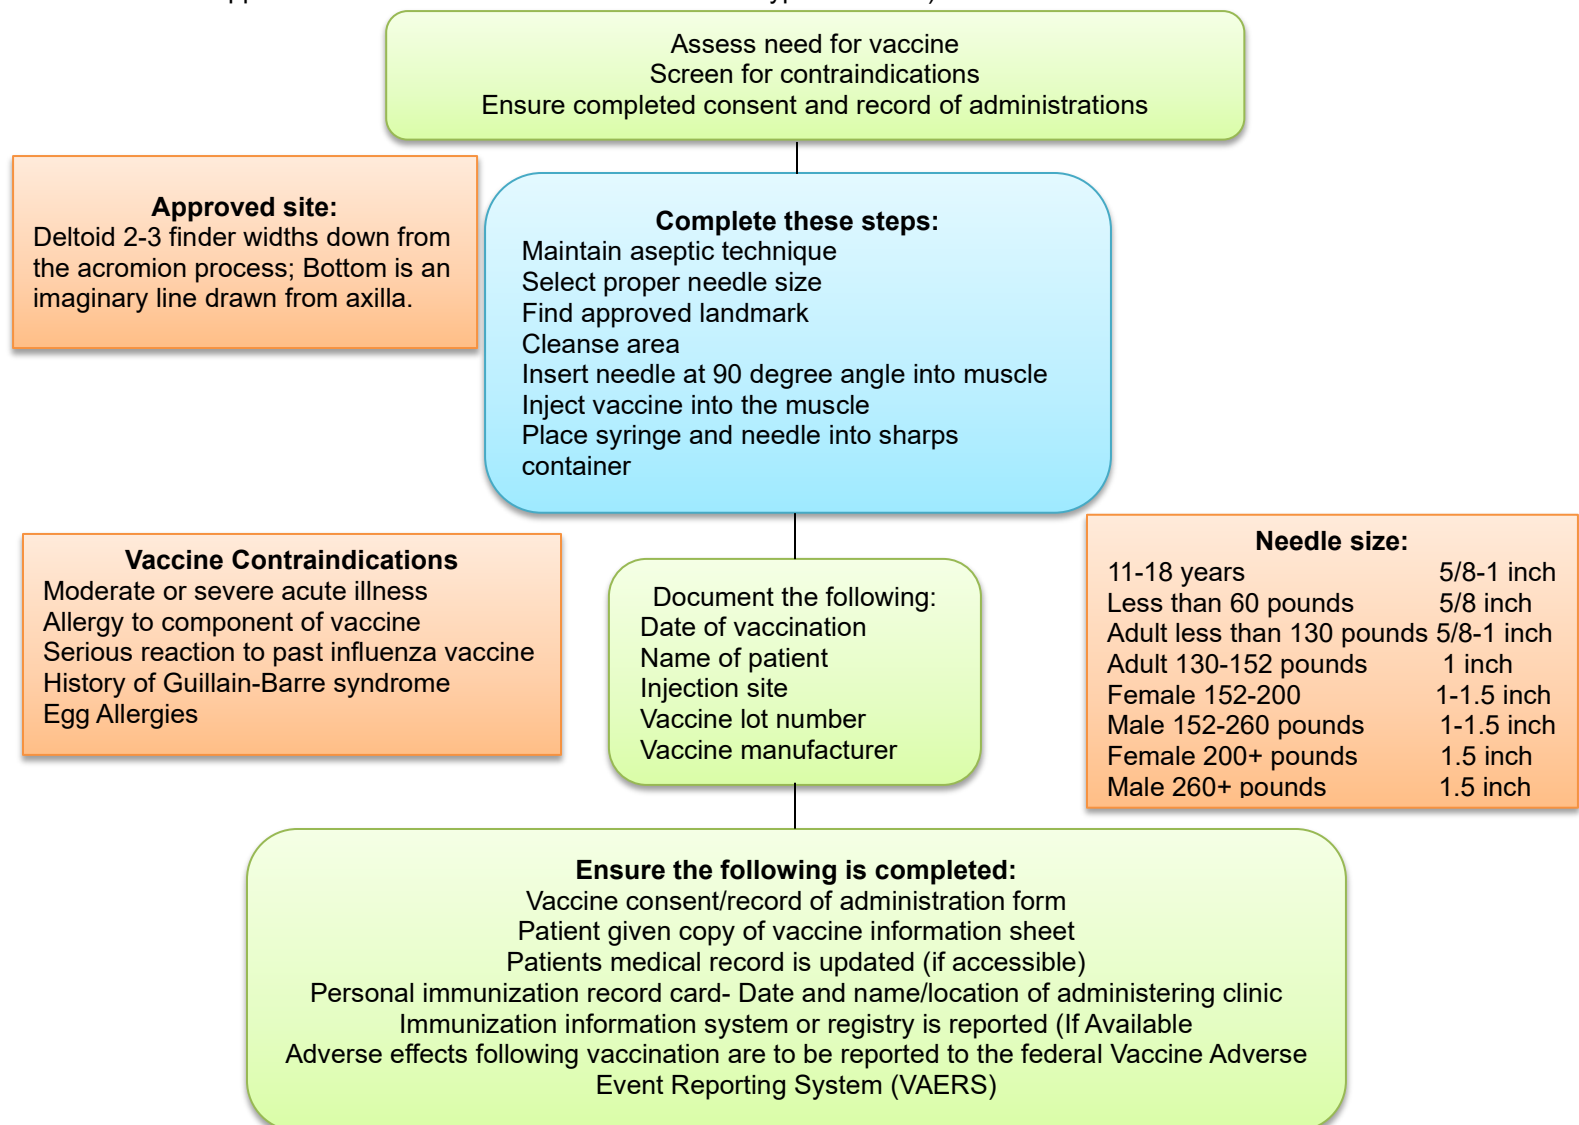 Assess need for vaccine
Screen for contraindications
Ensure completed consent and record of administrations
Approved site:
Deltoid 2-3 finder widths down from
the acromion process; Bottom is an
imaginary line drawn from axilla.
Complete these steps:
Maintain aseptic technique
Select proper needle size
Find approved landmark
Cleanse area
Insert needle at 90 degree angle into muscle
Inject vaccine into the muscle
Place syringe and needle into sharps
container
Vaccine Contraindications
Moderate or severe acute illness
Allergy to component of vaccine
Serious reaction to past influenza vaccine
History of Guillain-Barre syndrome
Egg Allergies
Document the following:
Date of vaccination
Name of patient
Injection site
Vaccine lot number
Vaccine manufacturer
Needle size:
11-18 years 5/8-1 inch
Less than 60 pounds 5/8 inch
Adult less than 130 pounds 5/8-1 inch
Adult 130-152 pounds 1 inch
Female 152-200 1-1.5 inch
Male 152-260 pounds 1-1.5 inch
Female 200+ pounds 1.5 inch
Male 260+ pounds 1.5 inch
Ensure the following is completed:
Vaccine consent/record of administration form
Patient given copy of vaccine information sheet
Patients medical record is updated (if accessible)
Personal immunization record card- Date and name/location of administering clinic
Immunization information system or registry is reported (If Available
Adverse effects following vaccination are to be reported to the federal Vaccine Adverse
Event Reporting System (VAERS)